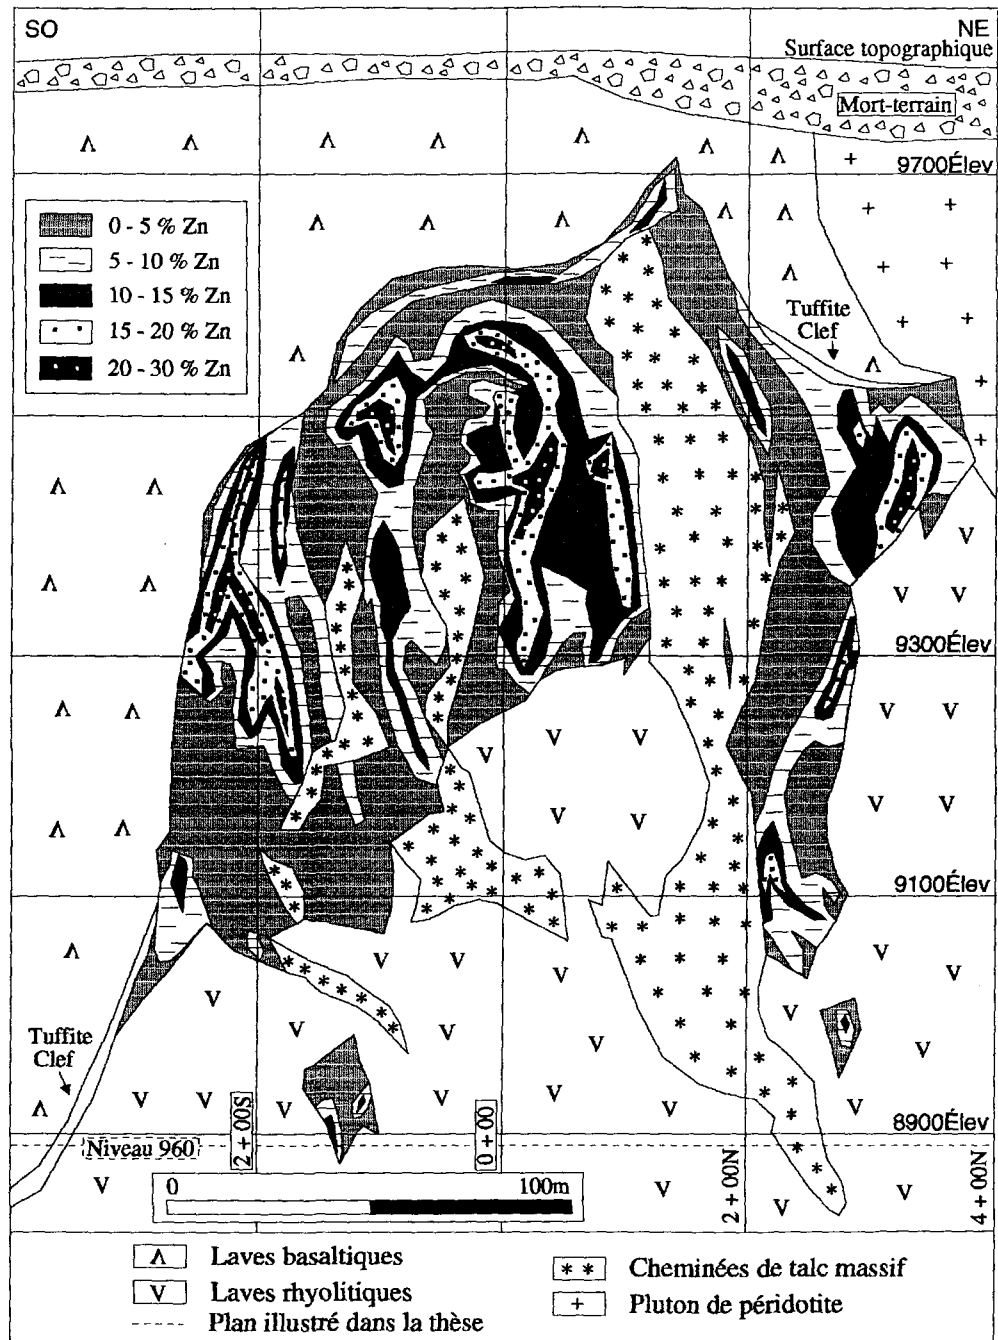 SO
NE
Surface topographique
Mort-terrain
9700Élev
0 - 5 % Zn
5 - 10 % Zn
10 - 15 % Zn
15 - 20 % Zn
20 - 30 % Zn
Tuffite
Clef
9300Élev
9100Élev
Tuffite
Clef
8900Élev
Niveau 960
2 + 00S
0 + 00
2 + 00N
4 + 00N
0 100m
Laves basaltiques
Laves rhyolitiques
Plan illustré dans la thèse
Cheminées de talc massif
Pluton de péridotite